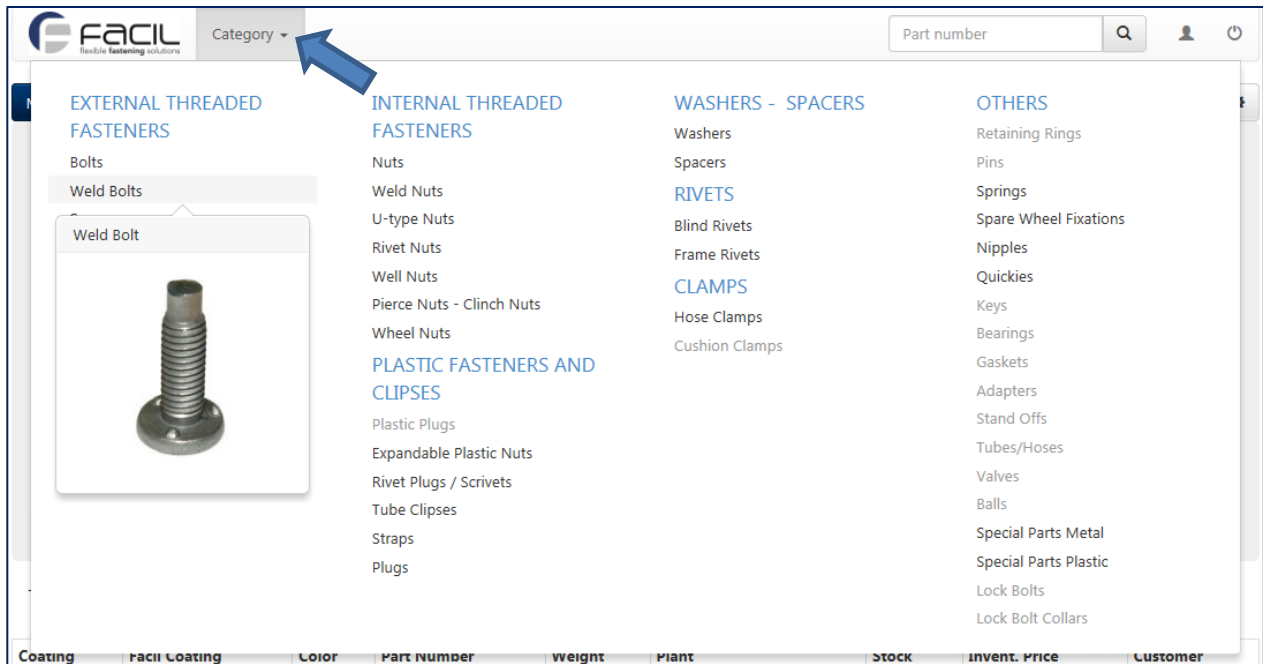 FACIL
flexible fastening solutions
Category
Part number
EXTERNAL THREADED
FASTENERS
Bolts
Weld Bolts
Weld Bolt
INTERNAL THREADED
FASTENERS
Nuts
Weld Nuts
U-type Nuts
Rivet Nuts
Well Nuts
Pierce Nuts - Clinch Nuts
Wheel Nuts
PLASTIC FASTENERS AND
CLIPSES
Plastic Plugs
Expandable Plastic Nuts
Rivet Plugs / Scrivets
Tube Clipses
Straps
Plugs
WASHERS - SPACERS
Washers
Spacers
RIVETS
Blind Rivets
Frame Rivets
CLAMPS
Hose Clamps
Cushion Clamps
OTHERS
Retaining Rings
Pins
Springs
Spare Wheel Fixations
Nipples
Quickies
Keys
Bearings
Gaskets
Adapters
Stand Offs
Tubes/Hoses
Valves
Balls
Special Parts Metal
Special Parts Plastic
Lock Bolts
Lock Bolt Collars
Coating Facil Coating Color Part Number Weight Plant Stock Invent. Price Customer